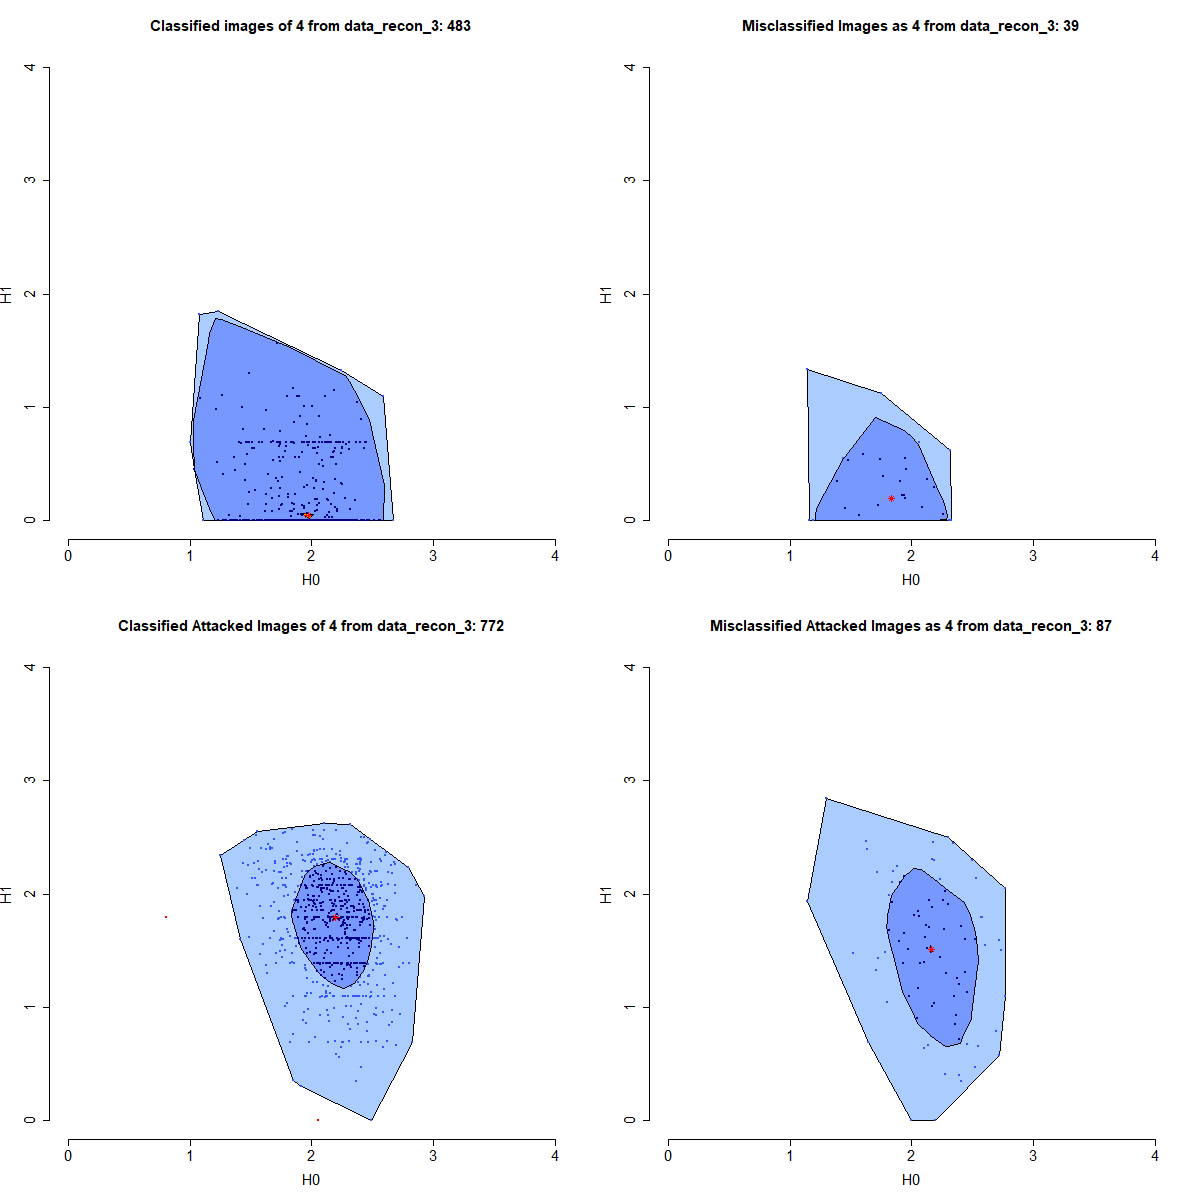 Classified images of 4 from data_recon_3: 483
H1
0 1 2 3 4
0 1 2 3 4
H0
Misclassified Images as 4 from data_recon_3: 39
H1
0 1 2 3 4
0 1 2 3 4
H0
Classified Attacked Images of 4 from data_recon_3: 772
H1
0 1 2 3 4
0 1 2 3 4
H0
Misclassified Attacked Images as 4 from data_recon_3: 87
H1
0 1 2 3 4
0 1 2 3 4
H0